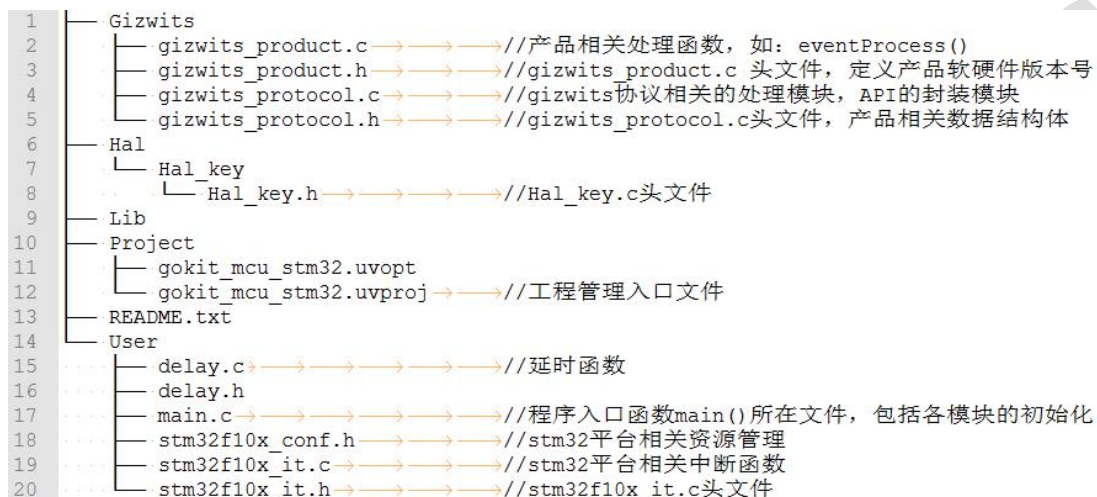 1 ├── Gizwits
2 │   ├── gizwits_product.c //产品相关处理函数，如：eventProcess()
3 │   ├── gizwits_product.h //gizwits_product.c 头文件，定义产品软硬件版本号
4 │   ├── gizwits_protocol.c //gizwits协议相关的处理模块，API的封装模块
5 │   └── gizwits_protocol.h //gizwits_protocol.c头文件，产品相关数据结构体
6 ├── Hal
7 │   └── Hal_key
8 │       └── Hal_key.h //Hal_key.c头文件
9 ├── Lib
10 ├── Project
11 │   ├── gokit_mcu_stm32.uvopt
12 │   └── gokit_mcu_stm32.uvproj //工程管理入口文件
13 ├── README.txt
14 └── User
15     ├── delay.c //延时函数
16     ├── delay.h
17     ├── main.c //程序入口函数main()所在文件，包括各模块的初始化
18     ├── stm32f10x_conf.h //stm32平台相关资源管理
19     ├── stm32f10x_it.c //stm32平台相关中断函数
20     └── stm32f10x_it.h //stm32f10x_it.c头文件